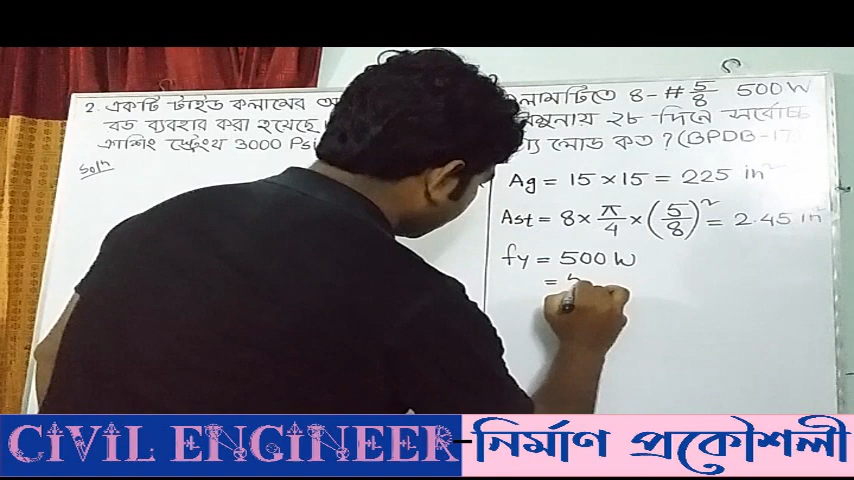 2. একটি টাইড কলামের লামটিতে 8-#5/8 500W
বড ব্যবহার করা হয়েছে ২৮-দিনে সর্বোচ্চ
ক্রাশিং স্ট্রেংথ 3000 Psi লোড কত ? (BPDB-17)
Solⁿ
Ag = 15 × 15 = 225 in²
Ast = 8 × π/4 × (5/8)² = 2.45 in²
fy = 500 W
=
CIVIL ENGINEER-নির্মাণ প্রকৌশলী